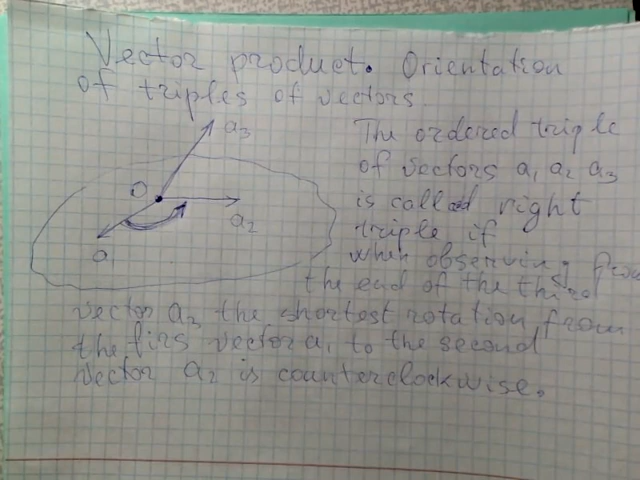 Vector product. Orientation
of triples of vectors.
a3
O
a2
a
The ordered triple
of vectors a1 a2 a3
is called right
triple if
when observing from
the end of the third
vector a3 the shortest rotation from
the firs vector a1 to the second
vector a2 is counterclockwise.